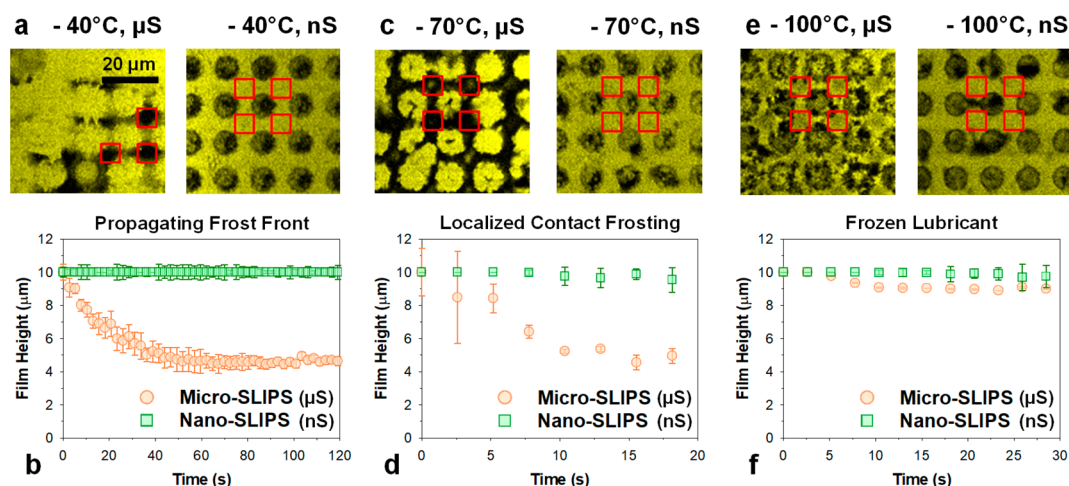 a - 40°C, µS - 40°C, nS c - 70°C, µS - 70°C, nS e - 100°C, µS - 100°C, nS
20 µm
Propagating Frost Front
Film Height (µm)
12
10
8
6
4
2
0
Micro-SLIPS (µS)
Nano-SLIPS (nS)
0 20 40 60 80 100 120
b Time (s)
Localized Contact Frosting
Film Height (µm)
12
10
8
6
4
2
0
Micro-SLIPS (µS)
Nano-SLIPS (nS)
0 5 10 15 20
d Time (s)
Frozen Lubricant
Film Height (µm)
12
10
8
6
4
2
0
Micro-SLIPS (µS)
Nano-SLIPS (nS)
0 5 10 15 20 25 30
f Time (s)